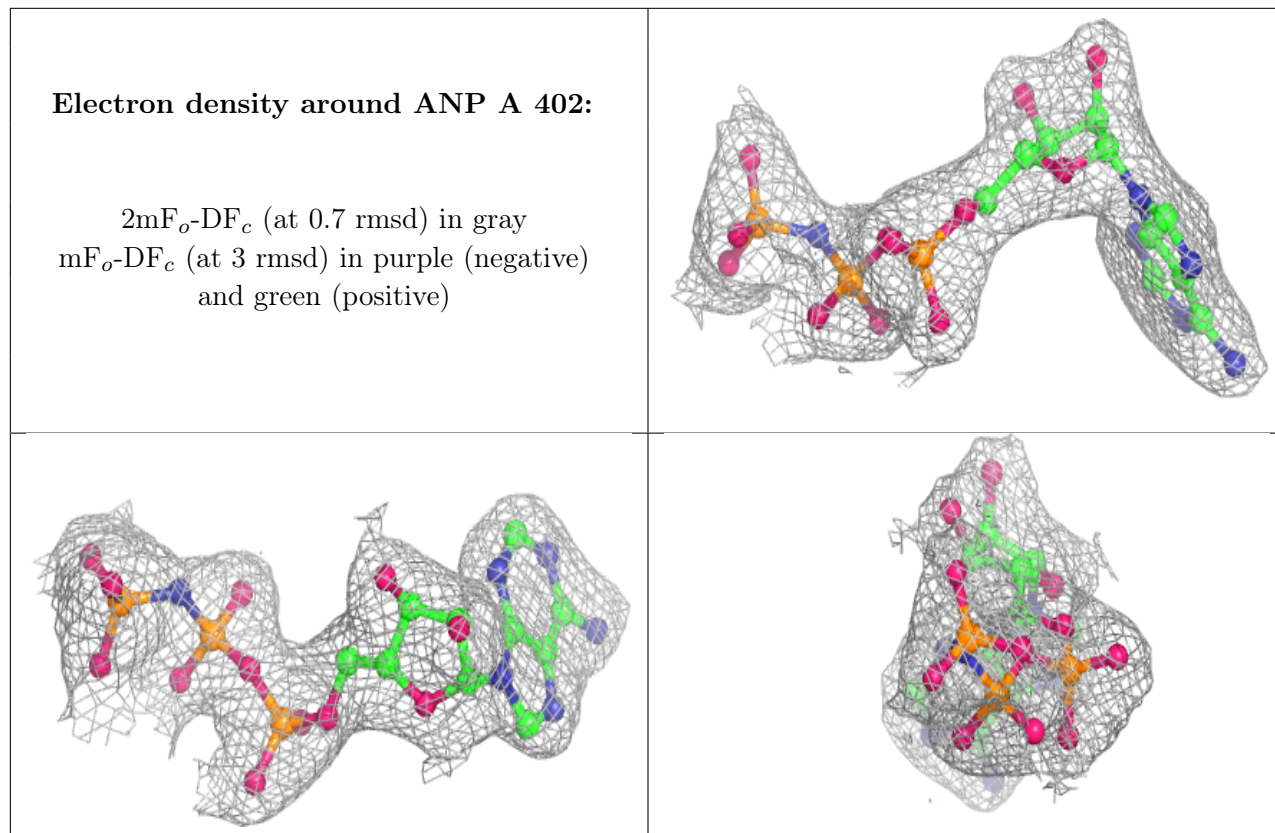 Electron density around ANP A 402:
2mFo-DFc (at 0.7 rmsd) in gray
mFo-DFc (at 3 rmsd) in purple (negative)
and green (positive)